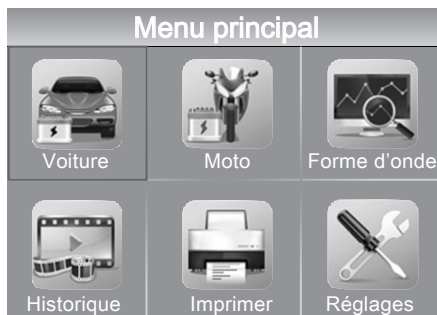 Menu principal
Voiture Moto Forme d'onde
Historique Imprimer Réglages